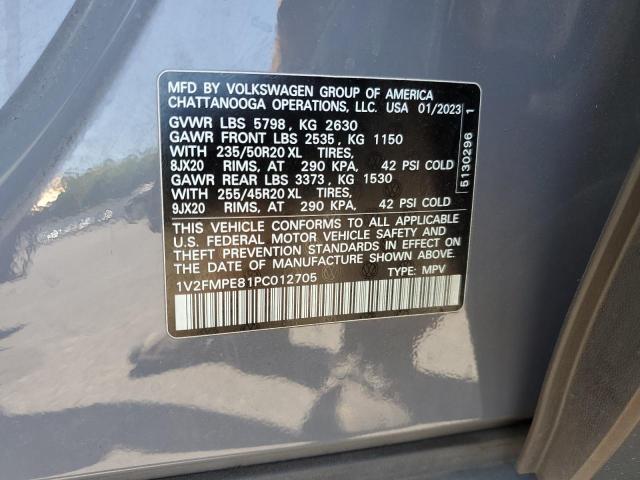 MFD BY VOLKSWAGEN GROUP OF AMERICA
CHATTANOOGA OPERATIONS, LLC. USA 01/2023
GVWR LBS 5798 , KG 2630
GAWR FRONT LBS 2535 , KG 1150
WITH 235/50R20 XL TIRES,
8JX20 RIMS, AT 290 KPA, 42 PSI COLD
GAWR REAR LBS 3373 , KG 1530
WITH 255/45R20 XL TIRES,
9JX20 RIMS, AT 290 KPA, 42 PSI COLD
THIS VEHICLE CONFORMS TO ALL APPLICABLE
U.S. FEDERAL MOTOR VEHICLE SAFETY AND
THEFT PREVENTION STANDARDS IN EFFECT ON
THE DATE OF MANUFACTURE SHOWN ABOVE.
1V2FMPE81PC012705 TYPE: MPV
5130296 1